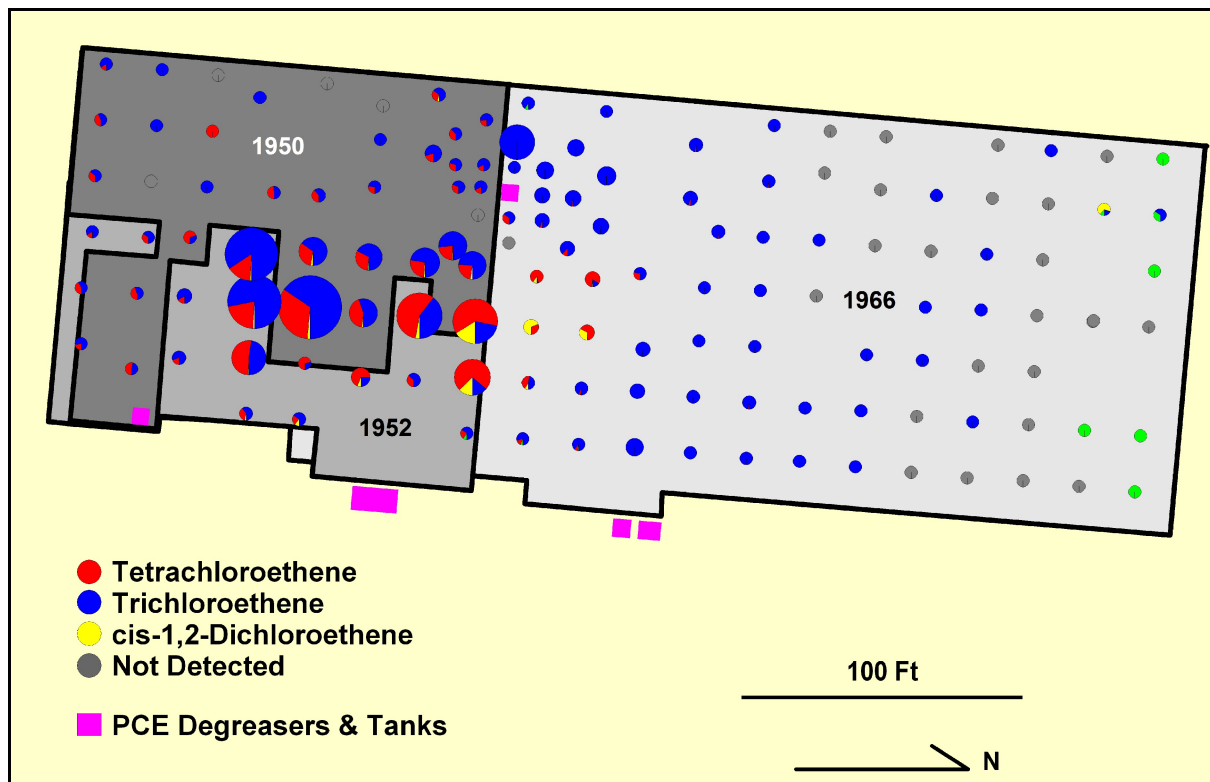 1950
1966
1952
Tetrachloroethene
Trichloroethene
cis-1,2-Dichloroethene
Not Detected
PCE Degreasers & Tanks
100 Ft
N